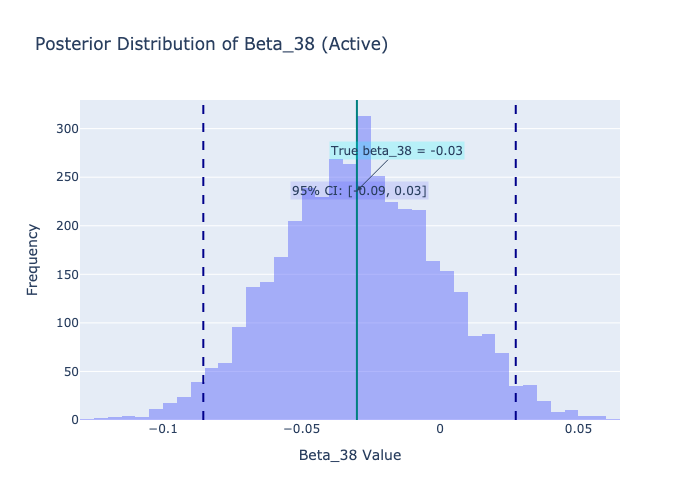 Posterior Distribution of Beta_38 (Active)
Frequency
300
250
200
150
100
50
0
True beta_38 = -0.03
95% CI: [-0.09, 0.03]
−0.1
−0.05
0
0.05
Beta_38 Value